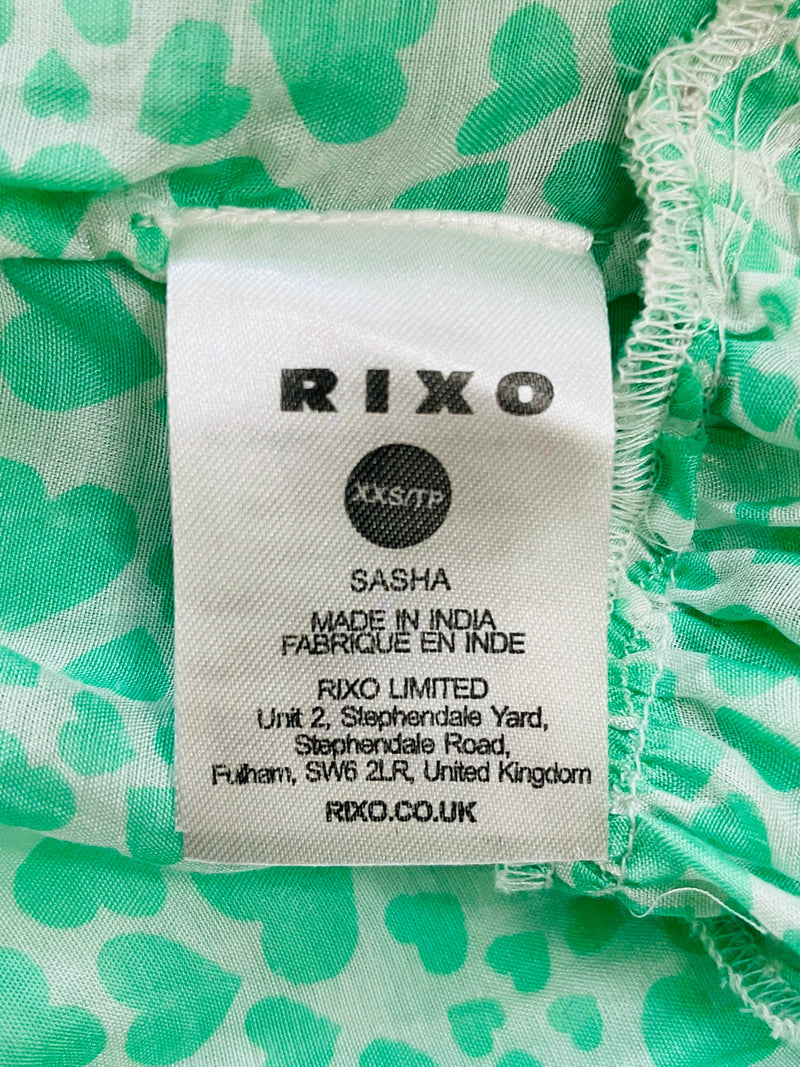 RIXO
XXS/TP
SASHA
MADE IN INDIA
FABRIQUE EN INDE
RIXO LIMITED
Unit 2, Stephendale Yard,
Stephendale Road,
Fulham, SW6 2LR, United Kingdom
RIXO.CO.UK